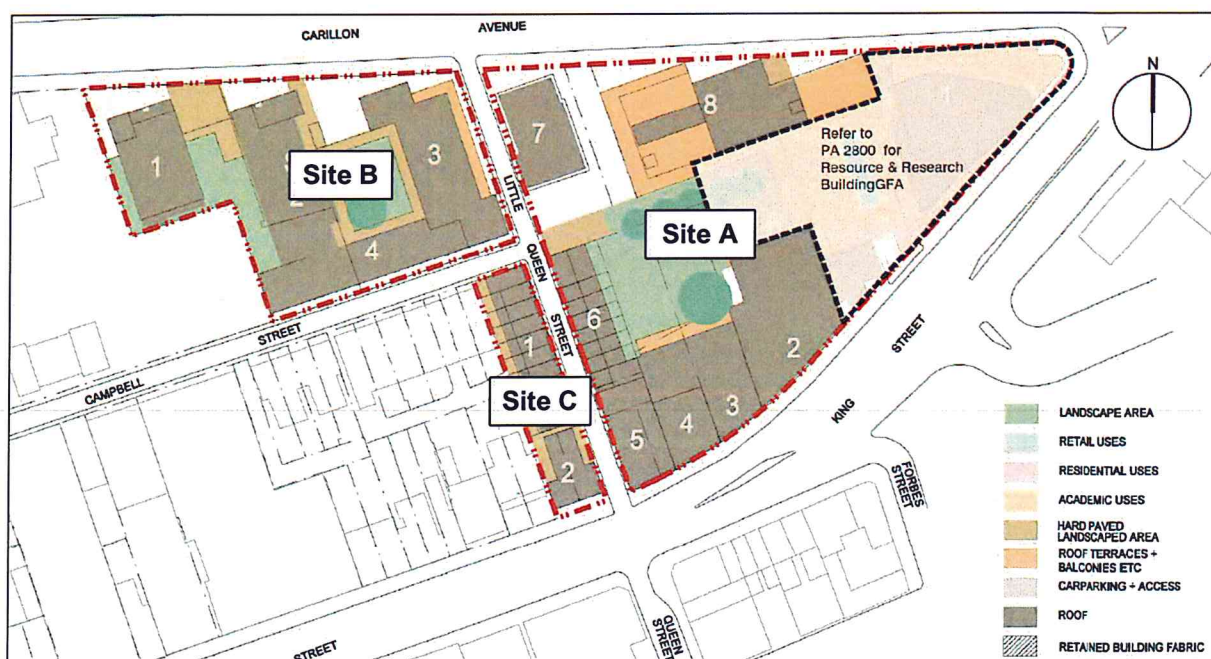 CARILLON
AVENUE
N
1
2
3
4
Site B
LITTLE
QUEEN
STREET
7
8
1
Refer to
PA 2800 for
Resource & Research
BuildingGFA
Site A
6
2
3
4
5
1
Site C
2
CAMPBELL
STREET
KING
STREET
FORBES
STREET
QUEEN
STREET
STREET
LANDSCAPE AREA
RETAIL USES
RESIDENTIAL USES
ACADEMIC USES
HARD PAVED
LANDSCAPED AREA
ROOF TERRACES +
BALCONIES ETC
CARPARKING + ACCESS
ROOF
RETAINED BUILDING FABRIC